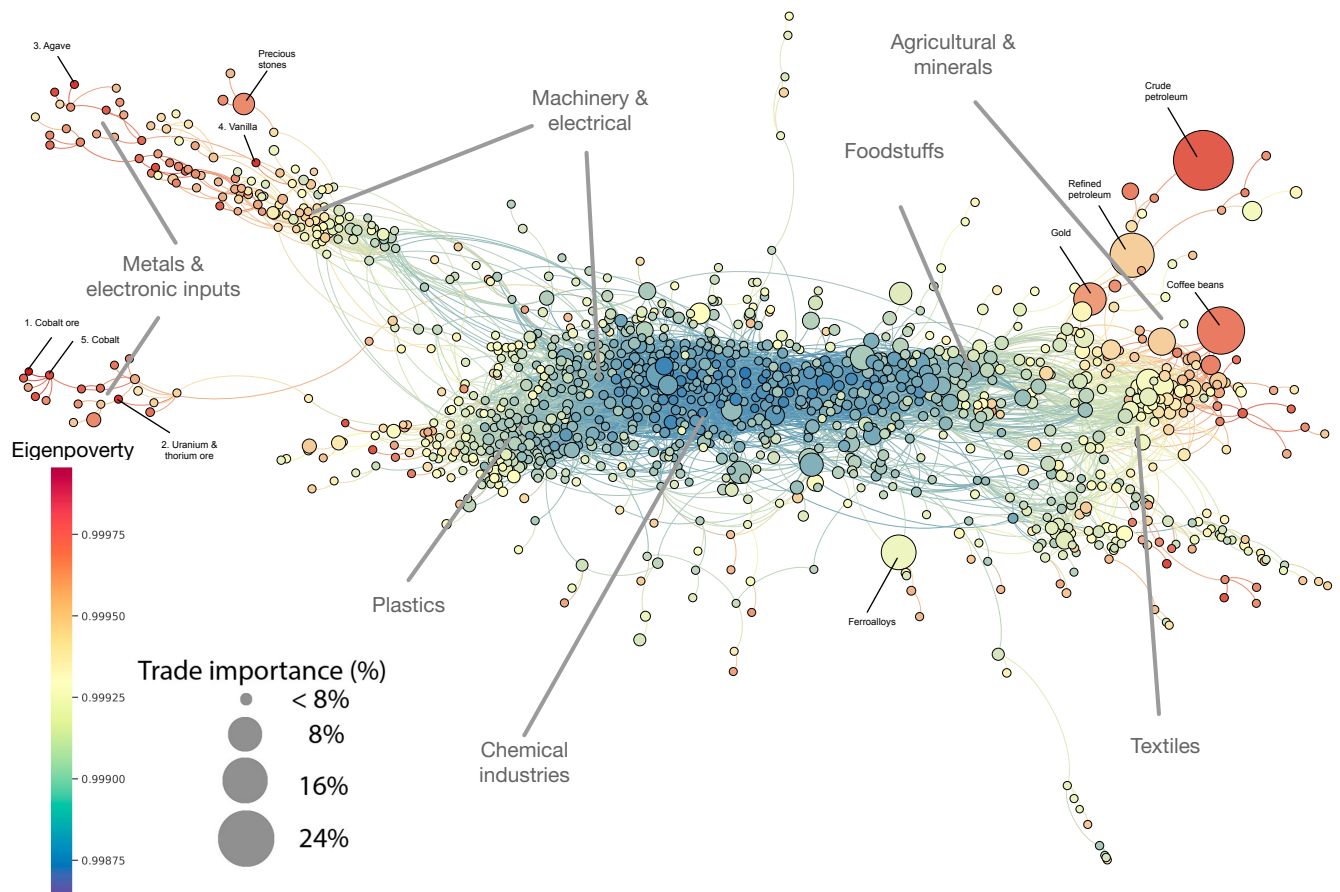 3. Agave
Precious
stones
4. Vanilla
Machinery &
electrical
Agricultural &
minerals
Foodstuffs
Crude
petroleum
Refined
petroleum
Gold
Coffee beans
Metals &
electronic inputs
1. Cobalt ore
5. Cobalt
2. Uranium &
thorium ore
Eigenpoverty
0.99975
0.99950
0.99925
0.99900
0.99875
Plastics
Ferroalloys
Trade importance (%)
< 8%
8%
16%
24%
Chemical
industries
Textiles